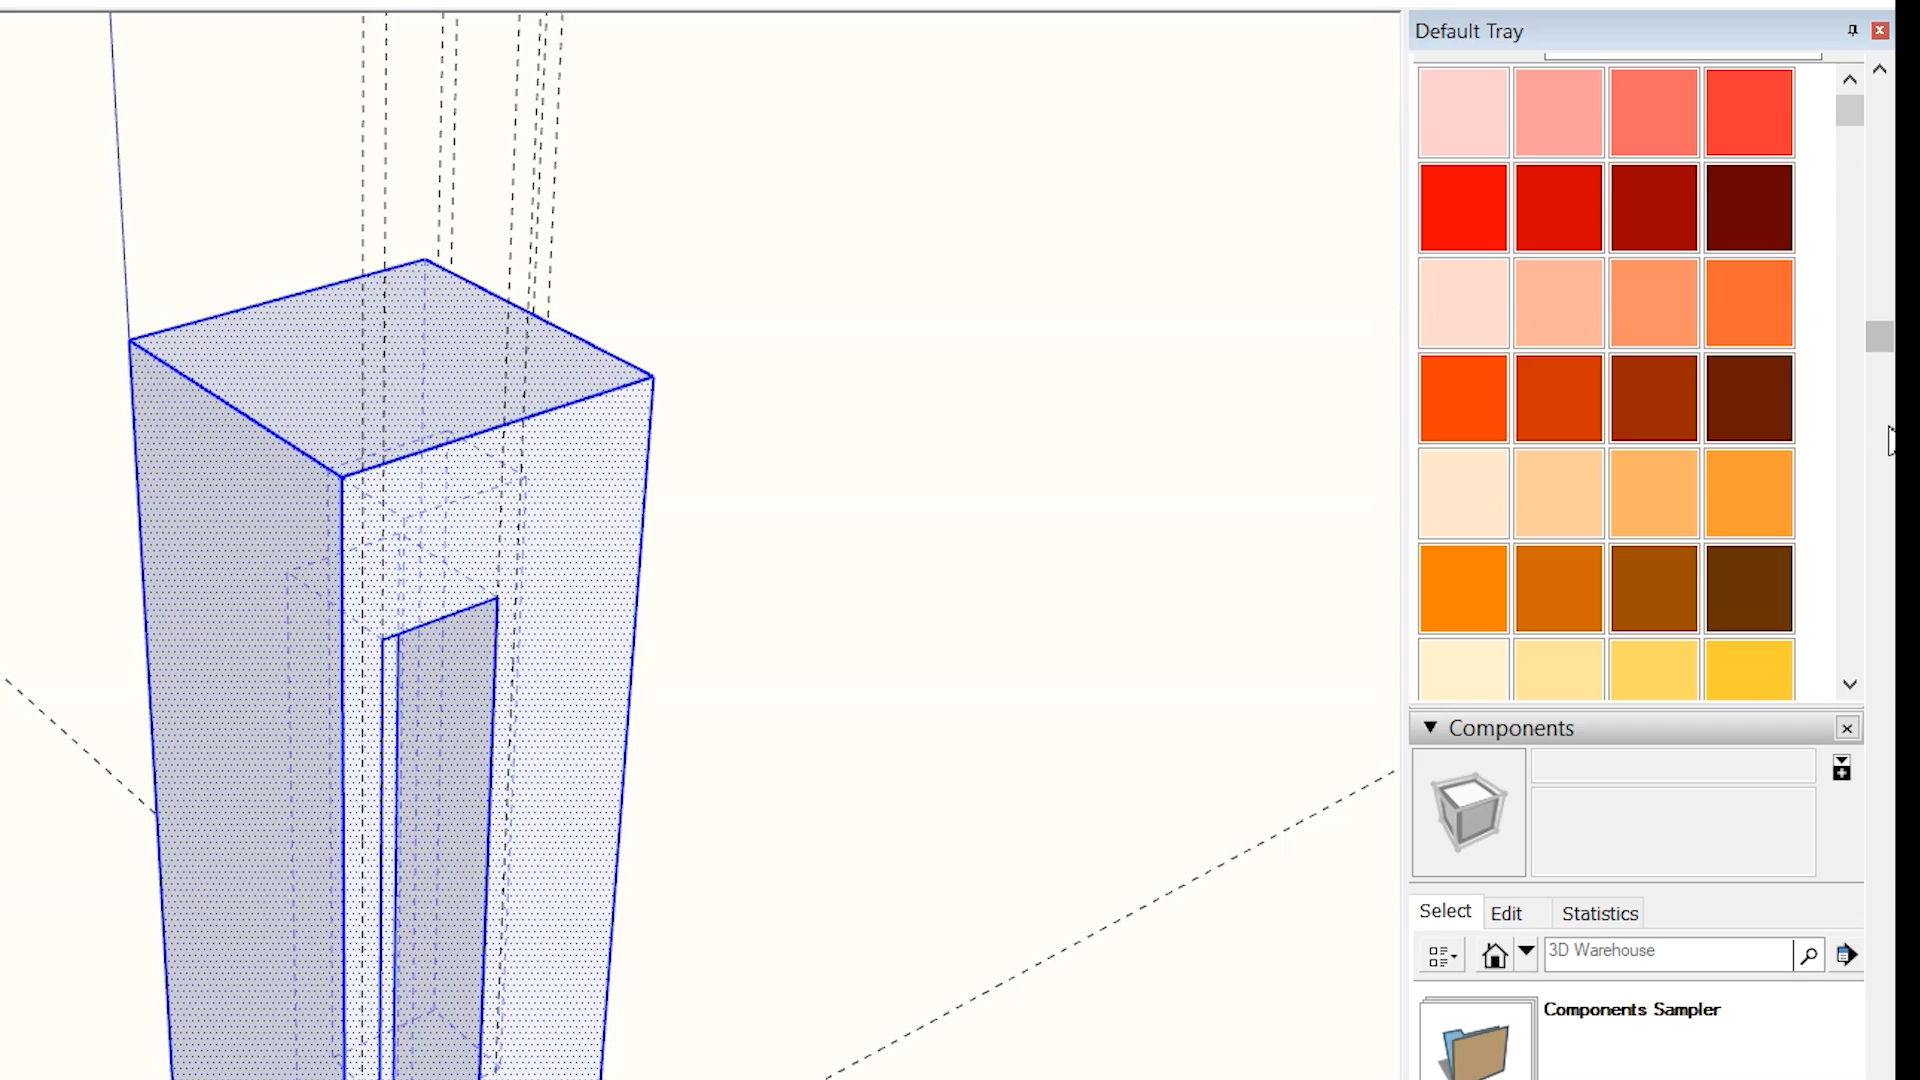 Default Tray
Components
Select
Edit
Statistics
3D Warehouse
Components Sampler